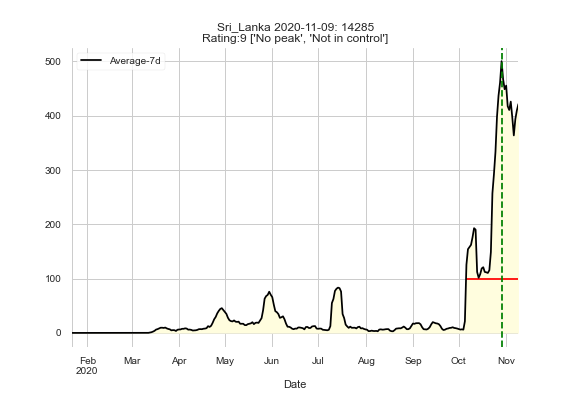 Sri_Lanka 2020-11-09: 14285
Rating:9 ['No peak', 'Not in control']
Average-7d
500
400
300
200
100
0
Feb Mar Apr May Jun Jul Aug Sep Oct Nov
2020
Date